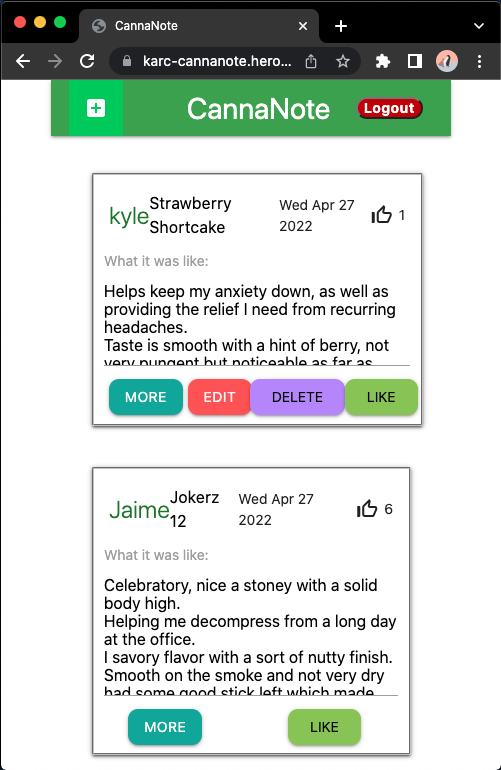 CannaNote
karc-cannanote.hero...
CannaNote
Logout
kyle
Strawberry
Shortcake
Wed Apr 27
2022
1
What it was like:
Helps keep my anxiety down, as well as
providing the relief I need from recurring
headaches.
Taste is smooth with a hint of berry, not
very pungent but noticeable as far as
MORE
EDIT
DELETE
LIKE
Jaime
Jokerz
12
Wed Apr 27
2022
6
What it was like:
Celebratory, nice a stoney with a solid
body high.
Helping me decompress from a long day
at the office.
I savory flavor with a sort of nutty finish.
Smooth on the smoke and not very dry
had some good stick left which made
MORE
LIKE